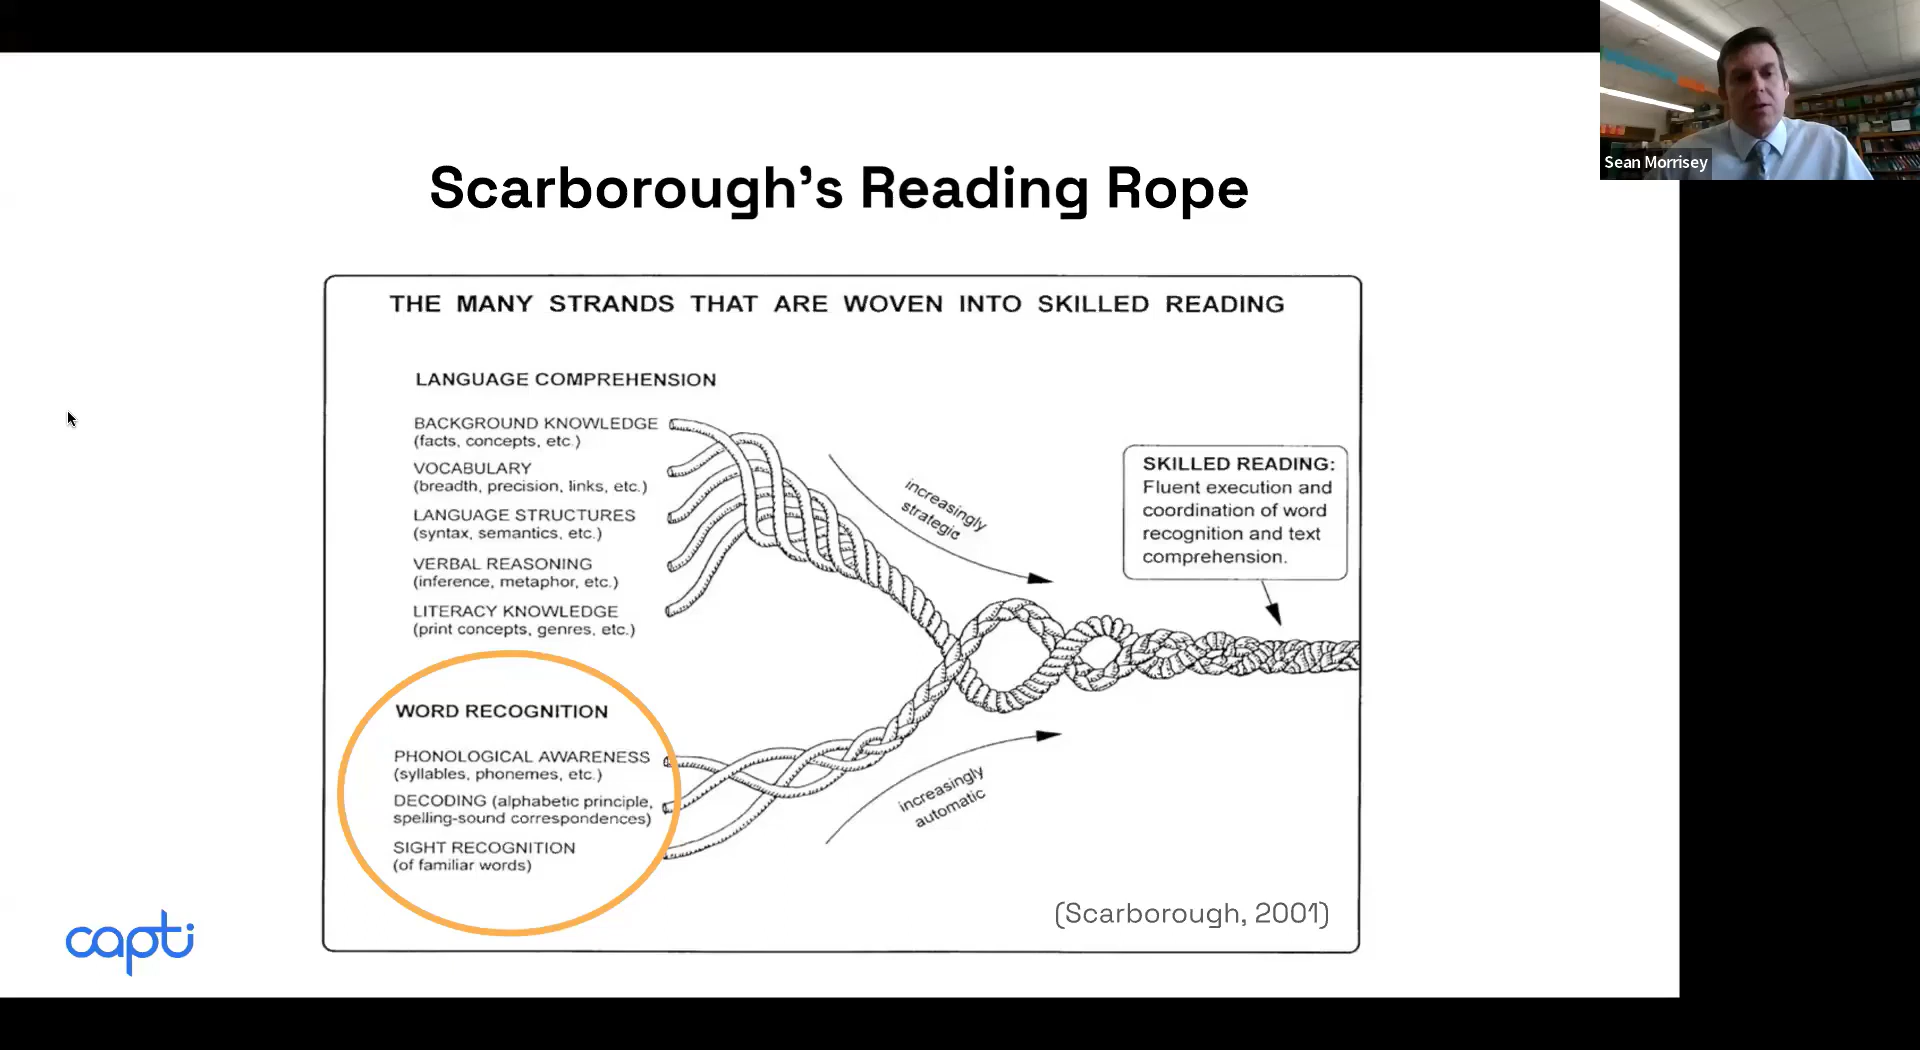 Sean Morrisey
Scarborough's Reading Rope
THE MANY STRANDS THAT ARE WOVEN INTO SKILLED READING
LANGUAGE COMPREHENSION
BACKGROUND KNOWLEDGE
(facts, concepts, etc.)
VOCABULARY
(breadth, precision, links, etc.)
LANGUAGE STRUCTURES
(syntax, semantics, etc.)
VERBAL REASONING
(inference, metaphor, etc.)
LITERACY KNOWLEDGE
(print concepts, genres, etc.)
WORD RECOGNITION
PHONOLOGICAL AWARENESS
(syllables, phonemes, etc.)
DECODING (alphabetic principle,
spelling-sound correspondences)
SIGHT RECOGNITION
(of familiar words)
increasingly
strategic
increasingly
automatic
SKILLED READING:
Fluent execution and
coordination of word
recognition and text
comprehension.
(Scarborough, 2001)
capti